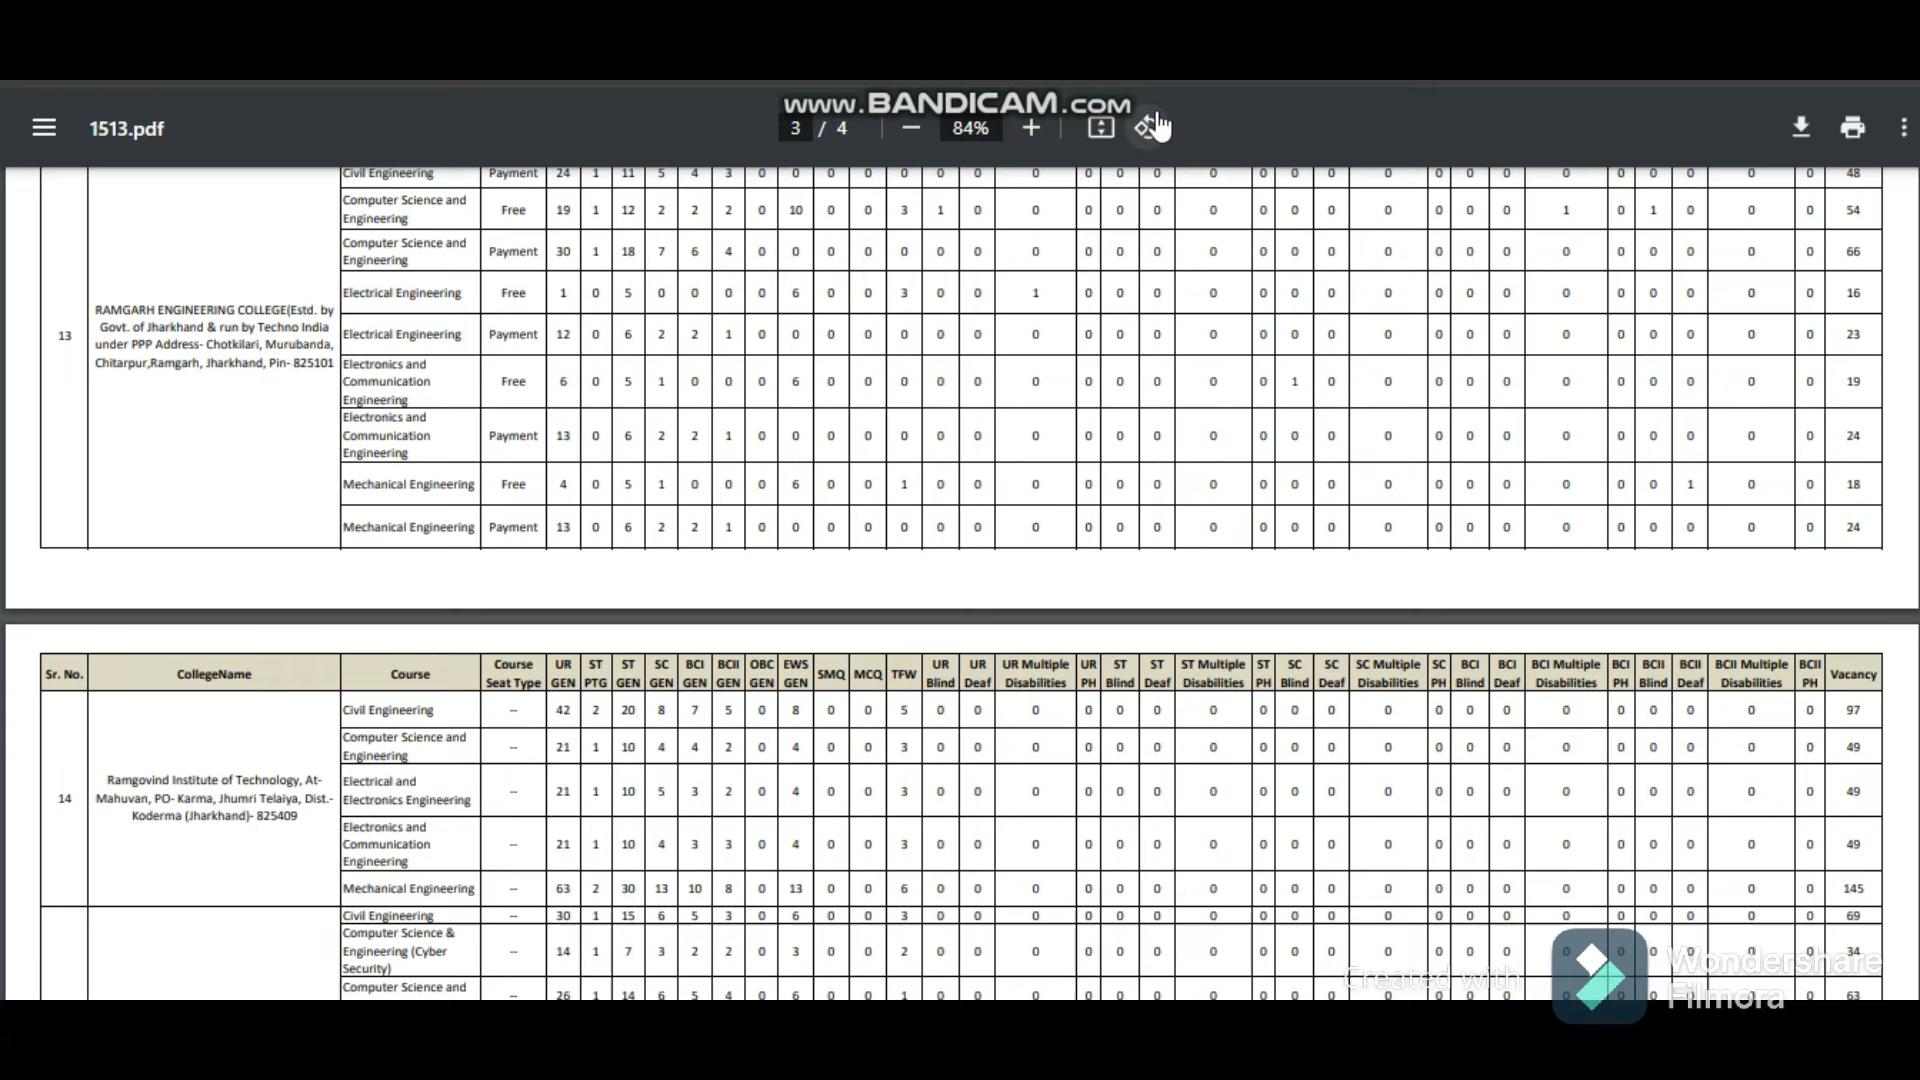 www.BANDICAM.com
1513.pdf 3 / 4 84%
Civil Engineering Payment 24 1 11 5 4 3 0 0 0 0 0 0 0 0 0 0 0 0 0 0 0 0 0 0 0 0 0 0 0 0 0 0 48
Computer Science and Engineering Free 19 1 12 2 2 2 0 10 0 0 3 1 0 0 0 0 0 0 0 0 0 0 0 0 0 1 0 1 0 0 0 54
Computer Science and Engineering Payment 30 1 18 7 6 4 0 0 0 0 0 0 0 0 0 0 0 0 0 0 0 0 0 0 0 0 0 0 0 0 0 66
13 RAMGARH ENGINEERING COLLEGE(Estd. by Govt. of Jharkhand & run by Techno India under PPP Address- Chotkilari, Murubanda, Chitarpur,Ramgarh, Jharkhand, Pin- 825101
Electrical Engineering Free 1 0 5 0 0 0 0 6 0 0 3 0 0 1 0 0 0 0 0 0 0 0 0 0 0 0 0 0 0 0 0 16
Electrical Engineering Payment 12 0 6 2 2 1 0 0 0 0 0 0 0 0 0 0 0 0 0 0 0 0 0 0 0 0 0 0 0 0 0 23
Electronics and Communication Engineering Free 6 0 5 1 0 0 0 6 0 0 0 0 0 0 0 0 0 0 0 1 0 0 0 0 0 0 0 0 0 0 0 19
Electronics and Communication Engineering Payment 13 0 6 2 2 1 0 0 0 0 0 0 0 0 0 0 0 0 0 0 0 0 0 0 0 0 0 0 0 0 0 24
Mechanical Engineering Free 4 0 5 1 0 0 0 6 0 0 1 0 0 0 0 0 0 0 0 0 0 0 0 0 0 0 0 0 1 0 0 18
Mechanical Engineering Payment 13 0 6 2 2 1 0 0 0 0 0 0 0 0 0 0 0 0 0 0 0 0 0 0 0 0 0 0 0 0 0 24
Sr. No. CollegeName Course Course Seat Type UR GEN ST PTG ST GEN SC GEN BCI GEN BCII GEN OBC GEN EWS GEN SMQ MCQ TFW UR Blind UR Deaf UR Multiple Disabilities UR PH ST Blind ST Deaf ST Multiple Disabilities ST PH SC Blind SC Deaf SC Multiple Disabilities SC PH BCI Blind BCI Deaf BCI Multiple Disabilities BCI PH BCII Blind BCII Deaf BCII Multiple Disabilities BCII PH Vacancy
Civil Engineering -- 42 2 20 8 7 5 0 8 0 0 5 0 0 0 0 0 0 0 0 0 0 0 0 0 0 0 0 0 0 0 0 97
Computer Science and Engineering -- 21 1 10 4 4 2 0 4 0 0 3 0 0 0 0 0 0 0 0 0 0 0 0 0 0 0 0 0 0 0 0 49
14 Ramgovind Institute of Technology, At- Mahuvan, PO- Karma, Jhumri Telaiya, Dist.- Koderma (Jharkhand)- 825409
Electrical and Electronics Engineering -- 21 1 10 5 3 2 0 4 0 0 3 0 0 0 0 0 0 0 0 0 0 0 0 0 0 0 0 0 0 0 0 49
Electronics and Communication Engineering -- 21 1 10 4 3 3 0 4 0 0 3 0 0 0 0 0 0 0 0 0 0 0 0 0 0 0 0 0 0 0 0 49
Mechanical Engineering -- 63 2 30 13 10 8 0 13 0 0 6 0 0 0 0 0 0 0 0 0 0 0 0 0 0 0 0 0 0 0 0 145
Civil Engineering -- 30 1 15 6 5 3 0 6 0 0 3 0 0 0 0 0 0 0 0 0 0 0 0 0 0 0 0 0 0 0 0 69
Computer Science & Engineering (Cyber Security) -- 14 1 7 3 2 2 0 3 0 0 2 0 0 0 0 0 0 0 0 0 0 0 0 0 0 0 0 0 0 0 0 34
Computer Science and -- 26 1 14 6 5 4 0 6 0 0 1 0 0 0 0 0 0 0 0 0 0 0 0 0 0 0 0 0 63
Created with Wondershare Filmora